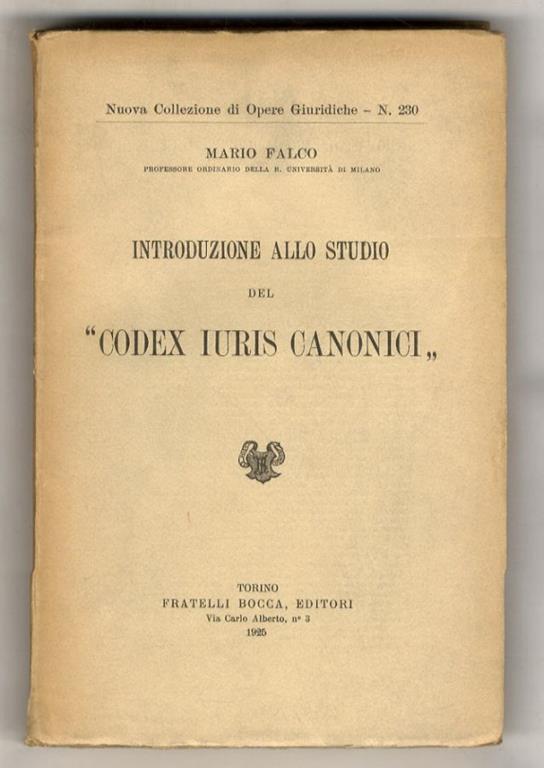 Nuova Collezione di Opere Giuridiche – N. 230
MARIO FALCO
PROFESSORE ORDINARIO DELLA R. UNIVERSITÀ DI MILANO
INTRODUZIONE ALLO STUDIO
DEL
“CODEX IURIS CANONICI„
TORINO
FRATELLI BOCCA, EDITORI
Via Carlo Alberto, nº 3
1925